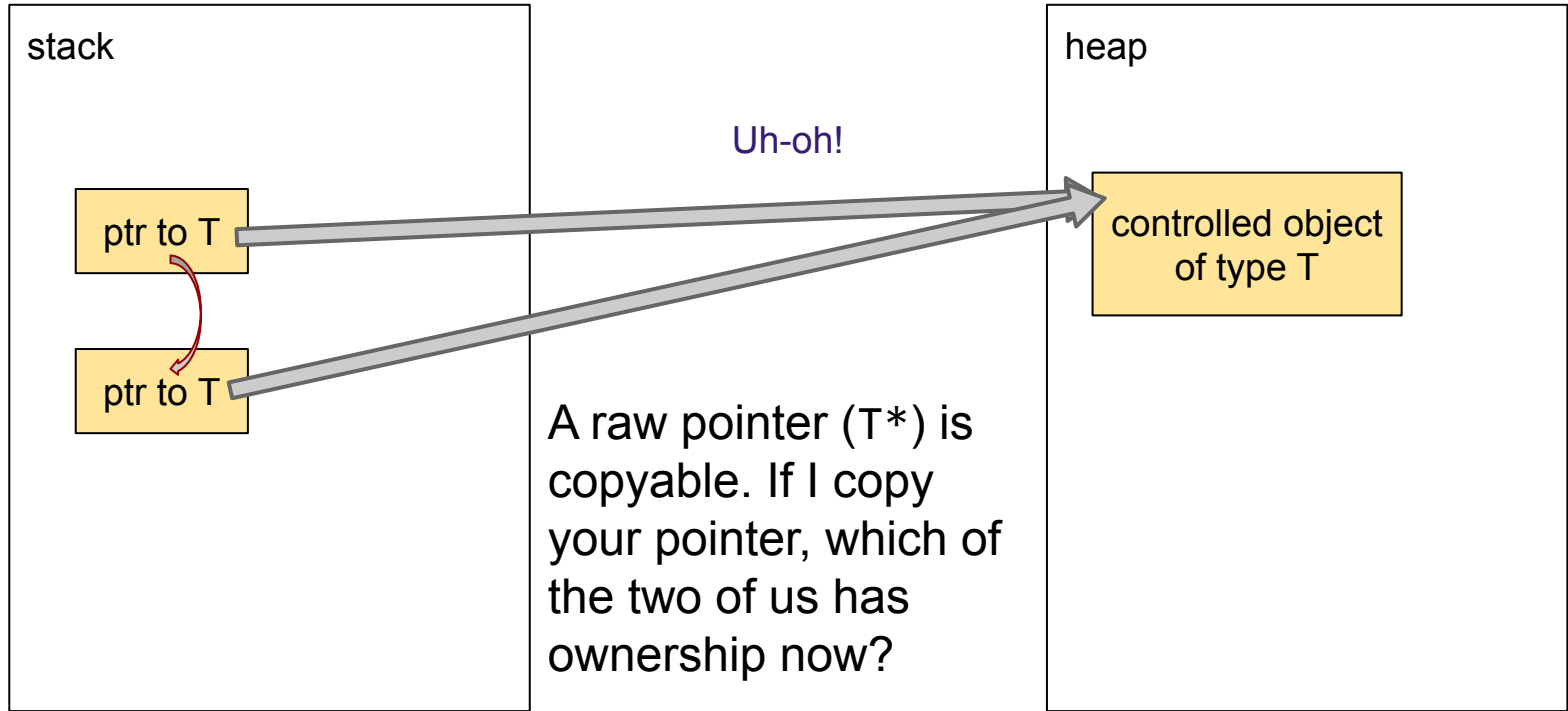 stack
heap
Uh-oh!
ptr to T
controlled object
of type T
ptr to T
A raw pointer (T*) is
copyable. If I copy
your pointer, which of
the two of us has
ownership now?